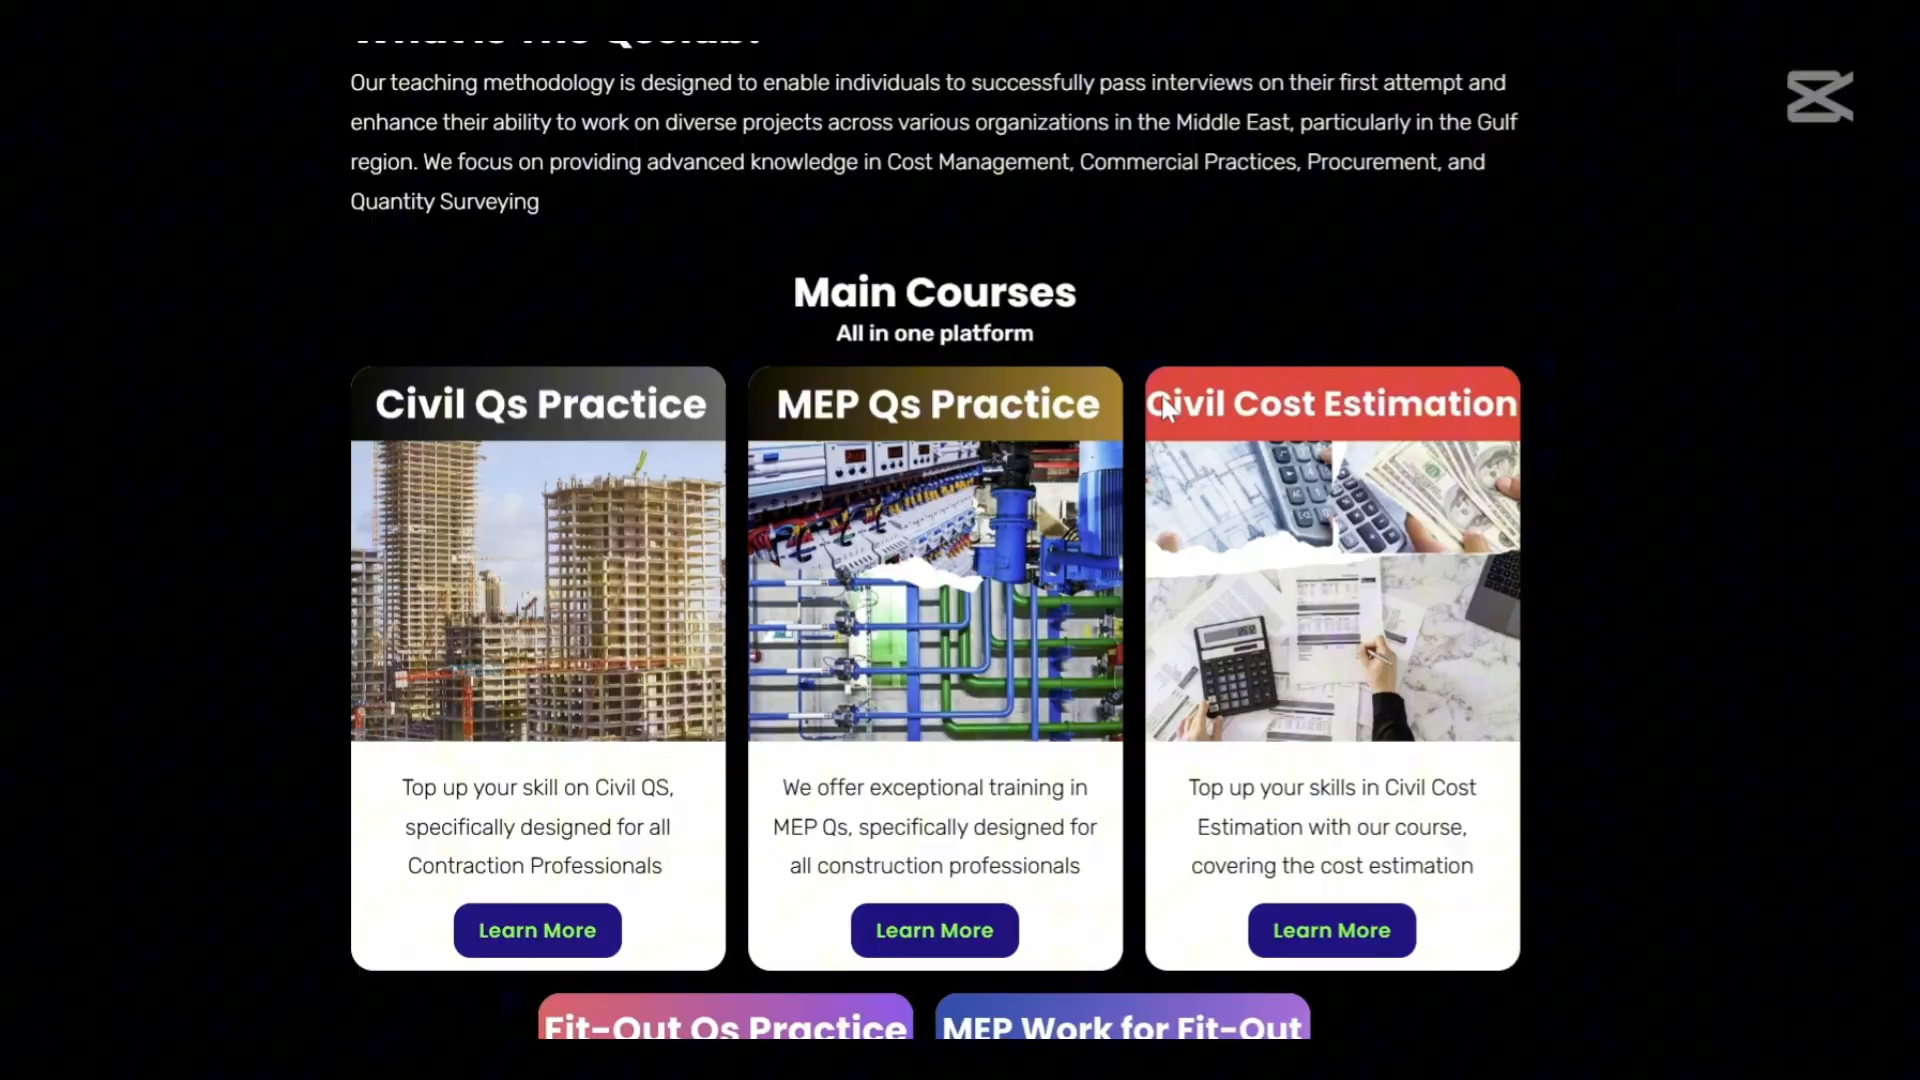 Our teaching methodology is designed to enable individuals to successfully pass interviews on their first attempt and
enhance their ability to work on diverse projects across various organizations in the Middle East, particularly in the Gulf
region. We focus on providing advanced knowledge in Cost Management, Commercial Practices, Procurement, and
Quantity Surveying
Main Courses
All in one platform
Civil Qs Practice
Top up your skill on Civil QS,
specifically designed for all
Contraction Professionals
Learn More
MEP Qs Practice
We offer exceptional training in
MEP Qs, specifically designed for
all construction professionals
Learn More
Civil Cost Estimation
Top up your skills in Civil Cost
Estimation with our course,
covering the cost estimation
Learn More
Fit-Out Qs Practice
MEP Work for Fit-Out